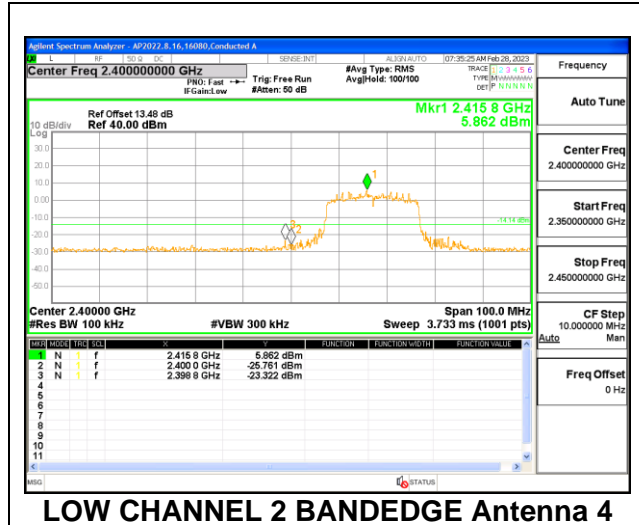 Agilent Spectrum Analyzer - AP2022.8.16,16080,Conducted A
L RF 50 Ω DC SENSE:INT ALIGN AUTO 07:35:25 AM Feb 28, 2023
Center Freq 2.400000000 GHz
PNO: Fast
IFGain:Low
Trig: Free Run
#Atten: 50 dB
#Avg Type: RMS
Avg|Hold: 100/100
TRACE 1 2 3 4 5 6
TYPE M
DET P N N N N N
Ref Offset 13.48 dB
Ref 40.00 dBm
10 dB/div
Log
Mkr1 2.415 8 GHz
5.862 dBm
30.0
20.0
10.0
0.00
-10.0
-20.0
-30.0
-40.0
-50.0
1
2
-14.14 dBm
Center 2.40000 GHz
#Res BW 100 kHz
#VBW 300 kHz
Span 100.0 MHz
Sweep 3.733 ms (1001 pts)
MKR MODE TRC SCL X Y FUNCTION FUNCTION WIDTH FUNCTION VALUE
1 N 1 f 2.415 8 GHz 5.862 dBm
2 N 1 f 2.400 0 GHz -25.761 dBm
3 N 1 f 2.398 8 GHz -23.322 dBm
4
5
6
7
8
9
10
11
MSG
STATUS
Frequency
Auto Tune
Center Freq
2.400000000 GHz
Start Freq
2.350000000 GHz
Stop Freq
2.450000000 GHz
CF Step
10.000000 MHz
Auto Man
Freq Offset
0 Hz
LOW CHANNEL 2 BANDEDGE Antenna 4